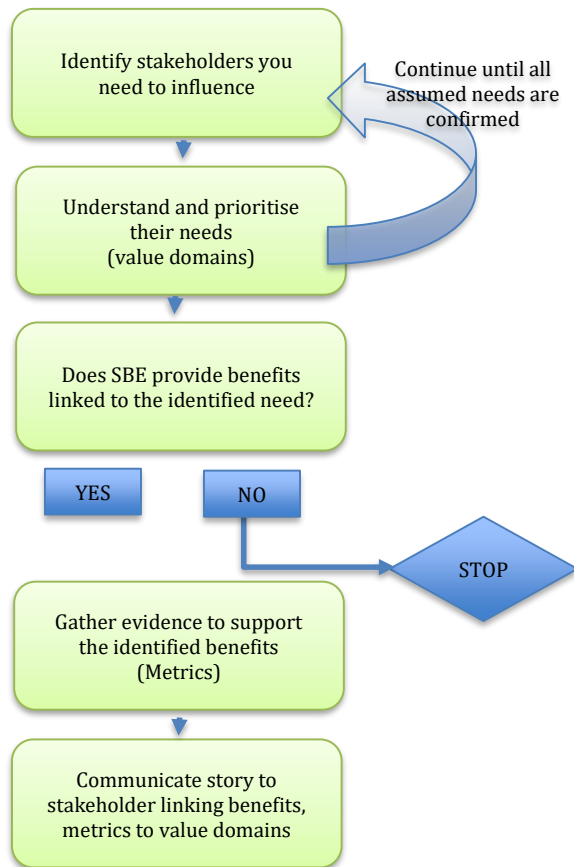 Identify stakeholders you
need to influence
Continue until all
assumed needs are
confirmed
Understand and prioritise
their needs
(value domains)
Does SBE provide benefits
linked to the identified need?
YES
NO
STOP
Gather evidence to support
the identified benefits
(Metrics)
Communicate story to
stakeholder linking benefits,
metrics to value domains